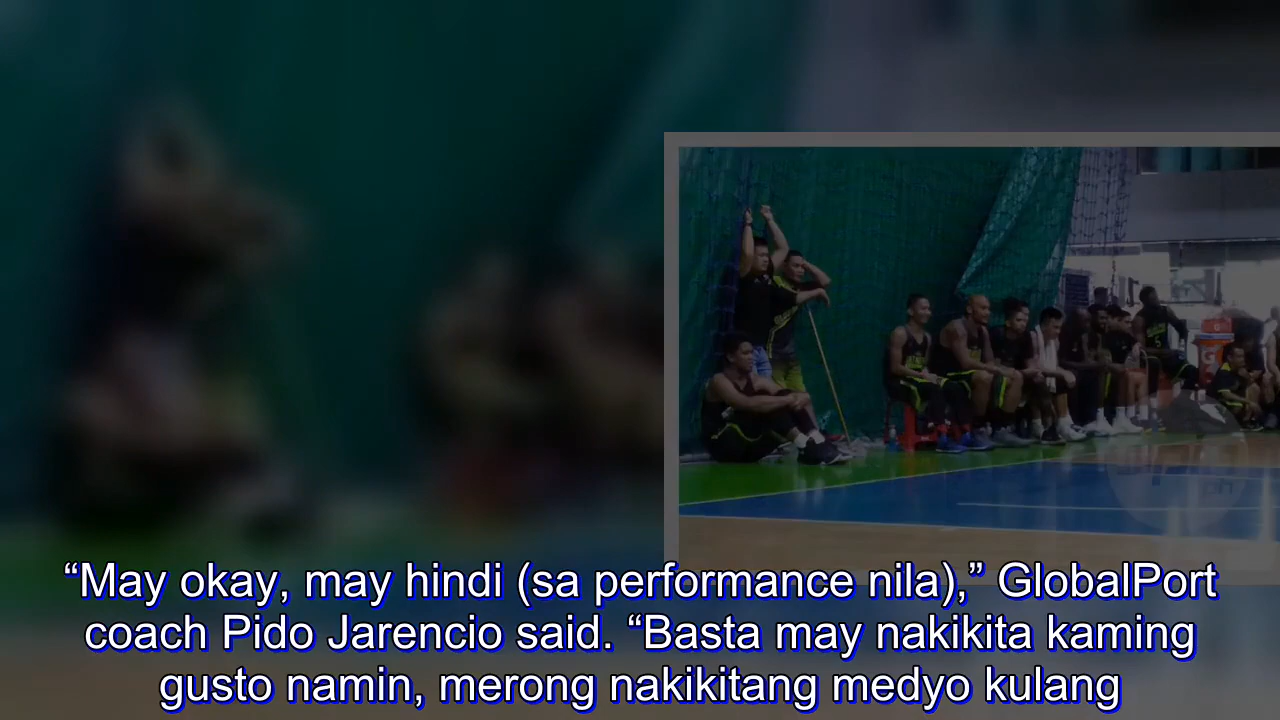 “May okay, may hindi (sa performance nila),” GlobalPort
coach Pido Jarencio said. “Basta may nakikita kaming
gusto namin, merong nakikitang medyo kulang